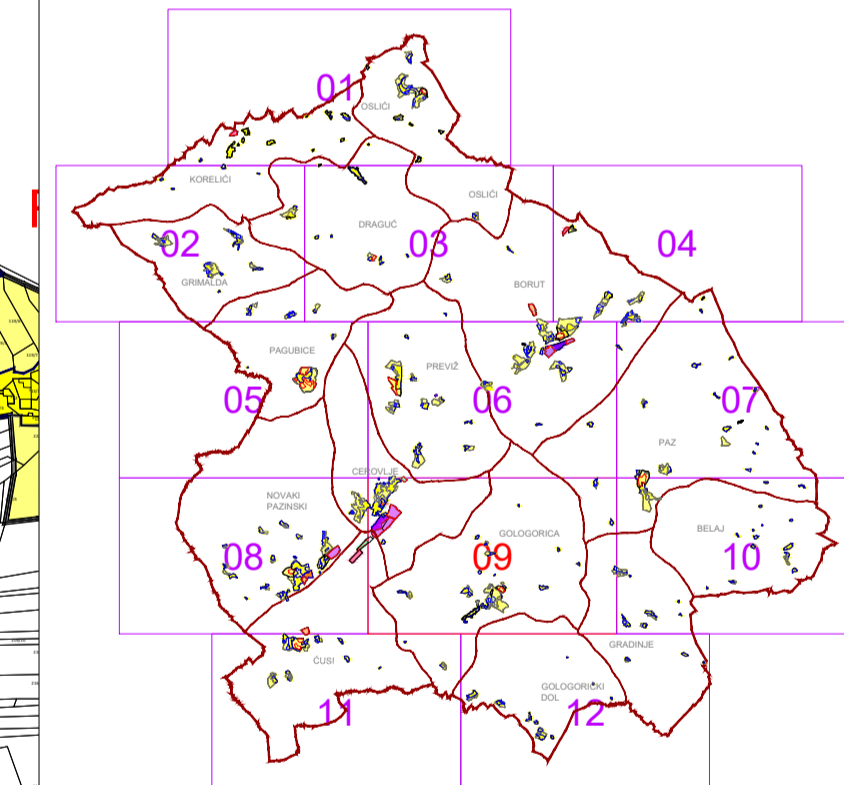 01
OSLIĆI
KORELIĆI
OSLIĆI
DRAGUĆ
02
03
04
GRIMALDA
BORUT
PAGUBICE
PREVIŽ
05
06
07
PAZ
CEROVLJE
NOVAKI
PAZINSKI
GOLOGORICA
BELAJ
08
09
10
GRADINJE
ĆUSI
GOLOGORIČKI
DOL
11
12